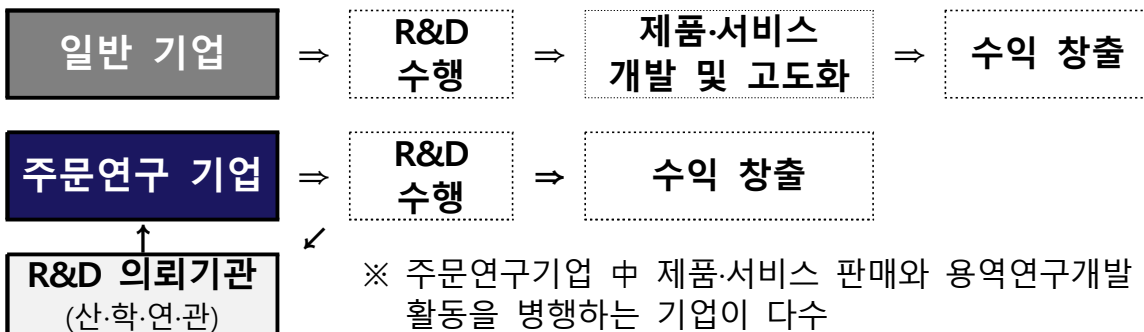 일반 기업 ⇒ R&D 수행 ⇒ 제품·서비스 개발 및 고도화 ⇒ 수익 창출
주문연구 기업 ⇒ R&D 수행 ⇒ 수익 창출
↑ ↙
R&D 의뢰기관
(산·학·연·관)
※ 주문연구기업 中 제품·서비스 판매와 용역연구개발
활동을 병행하는 기업이 다수